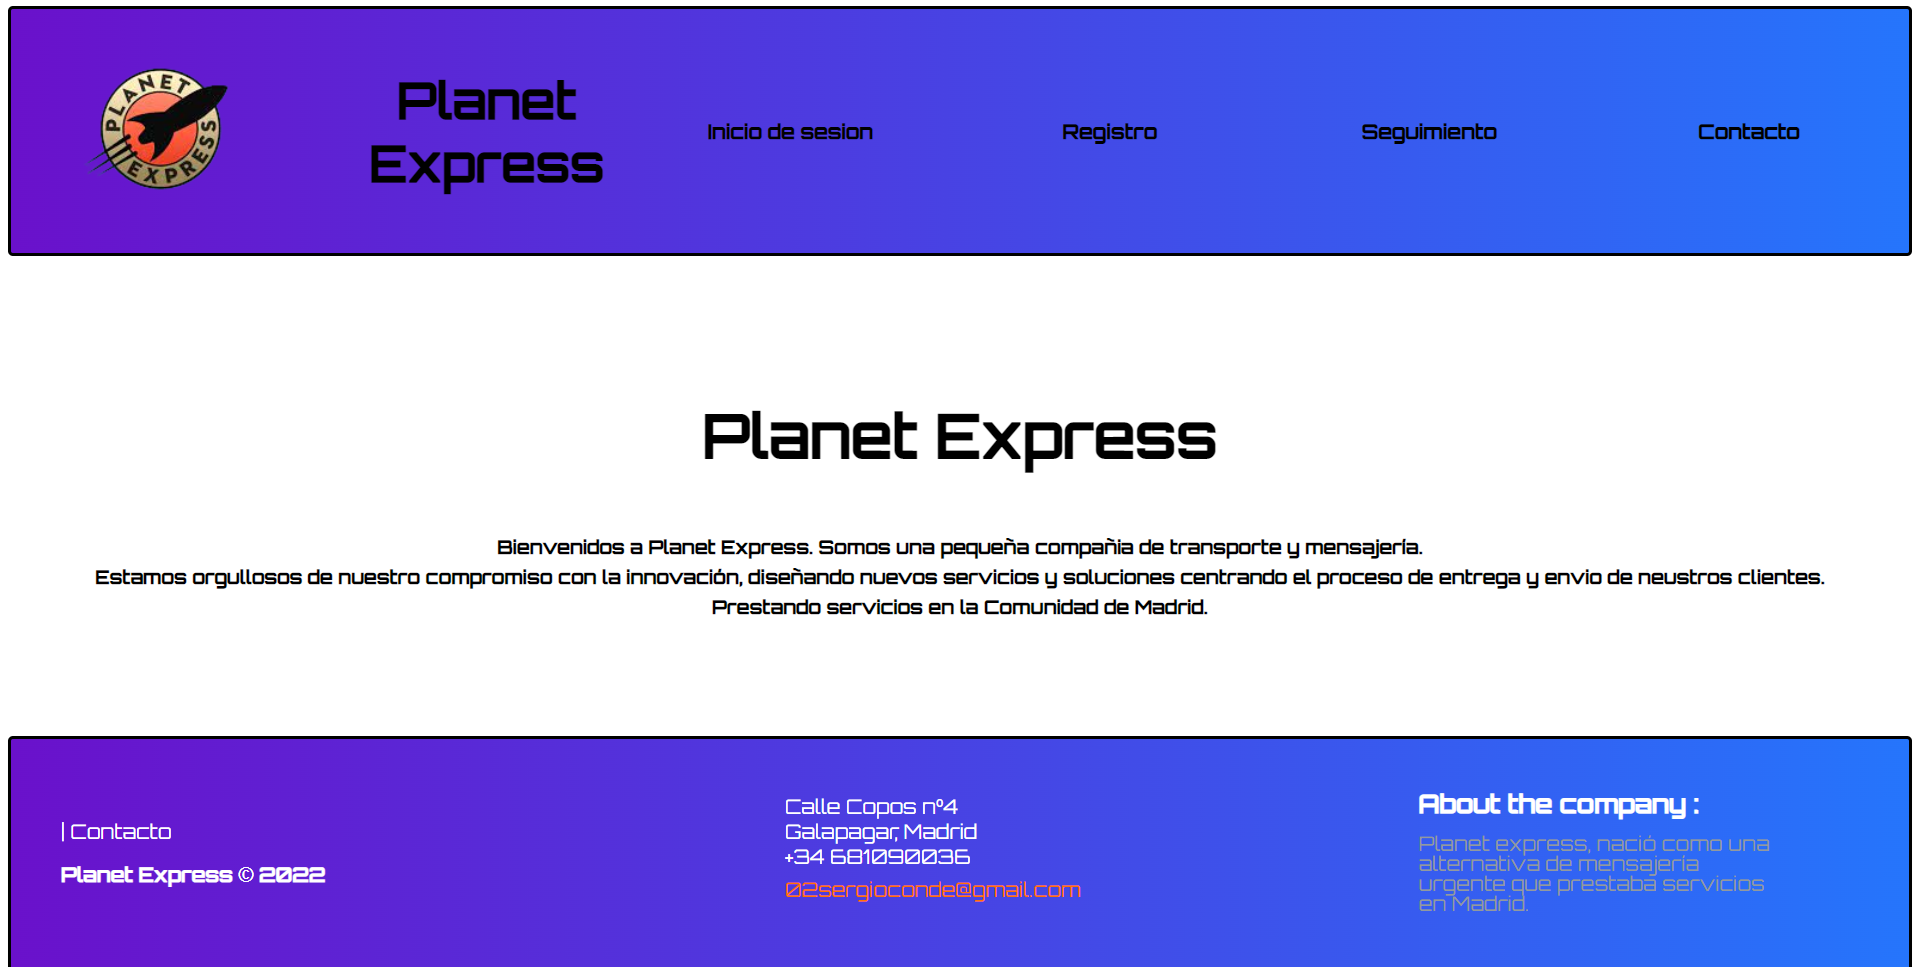 PLANET
EXPRESS
Planet
Express
Inicio de sesion
Registro
Seguimiento
Contacto
Planet Express
Bienvenidos a Planet Express. Somos una pequeña compañia de transporte y mensajería.
Estamos orgullosos de nuestro compromiso con la innovación, diseñando nuevos servicios y soluciones centrando el proceso de entrega y envio de neustros clientes.
Prestando servicios en la Comunidad de Madrid.
| Contacto
Planet Express © 2022
Calle Copos nº4
Galapagar, Madrid
+34 681090036
02sergioconde@gmail.com
About the company :
Planet express, nació como una
alternativa de mensajería
urgente que prestaba servicios
en Madrid.